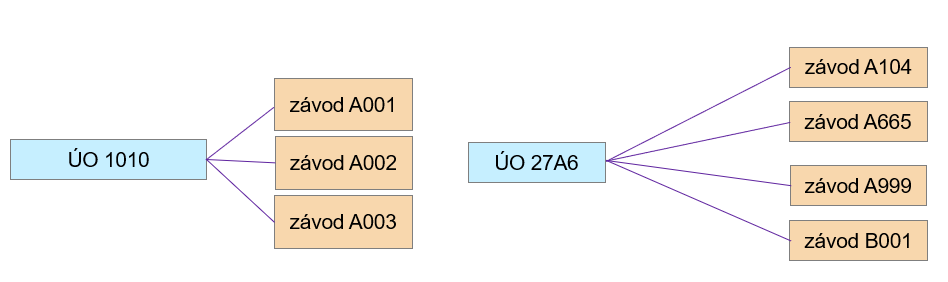 ÚO 1010
závod A001
závod A002
závod A003
ÚO 27A6
závod A104
závod A665
závod A999
závod B001